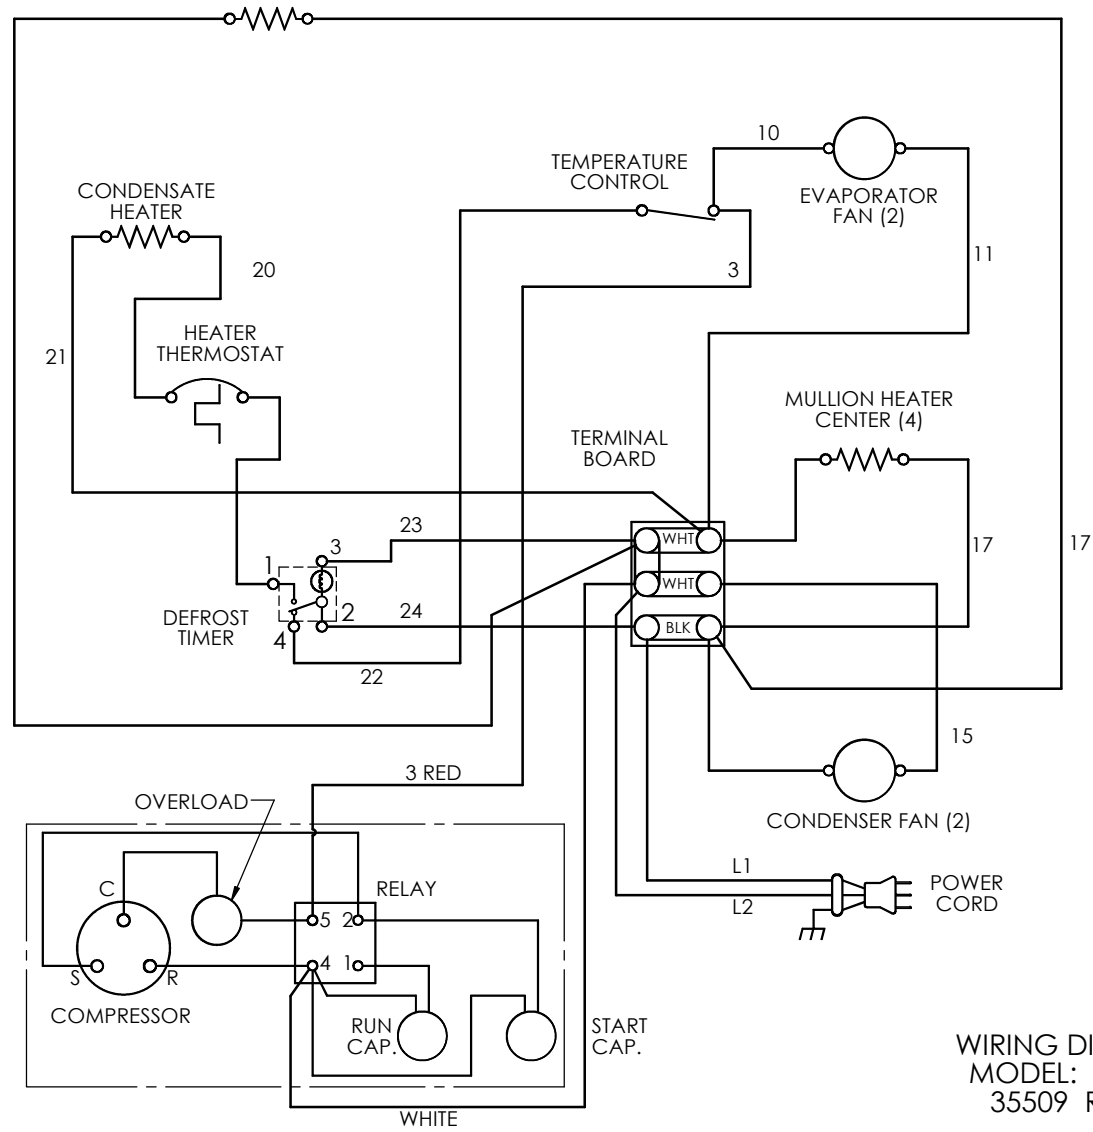 10
TEMPERATURE
CONTROL
EVAPORATOR
FAN (2)
CONDENSATE
HEATER
20
3
11
21
HEATER
THERMOSTAT
MULLION HEATER
CENTER (4)
TERMINAL
BOARD
23
WHT
17
17
3
1
WHT
DEFROST
TIMER
2
4
24
BLK
22
15
3 RED
OVERLOAD
CONDENSER FAN (2)
L1
L2
POWER
CORD
C
RELAY
5
2
S
R
4
1
COMPRESSOR
RUN
CAP.
START
CAP.
WHITE
WIRING DI
MODEL:
35509 R